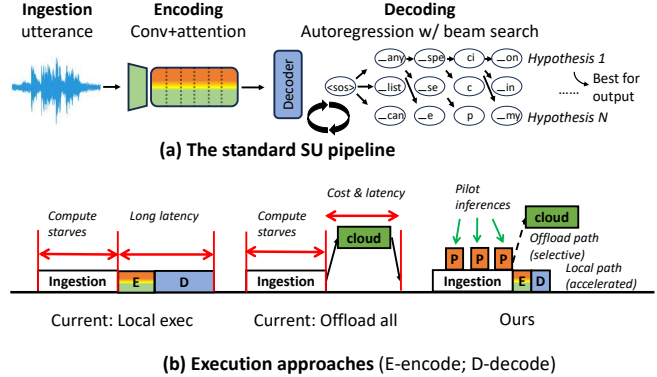 Ingestion
utterance
Encoding
Conv+attention
Decoding
Autoregression w/ beam search
Decoder
<sos>
_any _spe ci _on
_list _se c _in
_can _e p _my
Hypothesis 1
Best for
output
......
Hypothesis N
(a) The standard SU pipeline
Compute
starves
Long latency
Ingestion E D
Current: Local exec
Cost & latency
Compute
starves
cloud
Ingestion
Current: Offload all
Pilot
inferences
cloud
Offload path
(selective)
P P P
Local path
(accelerated)
Ingestion E D
Ours
(b) Execution approaches (E-encode; D-decode)